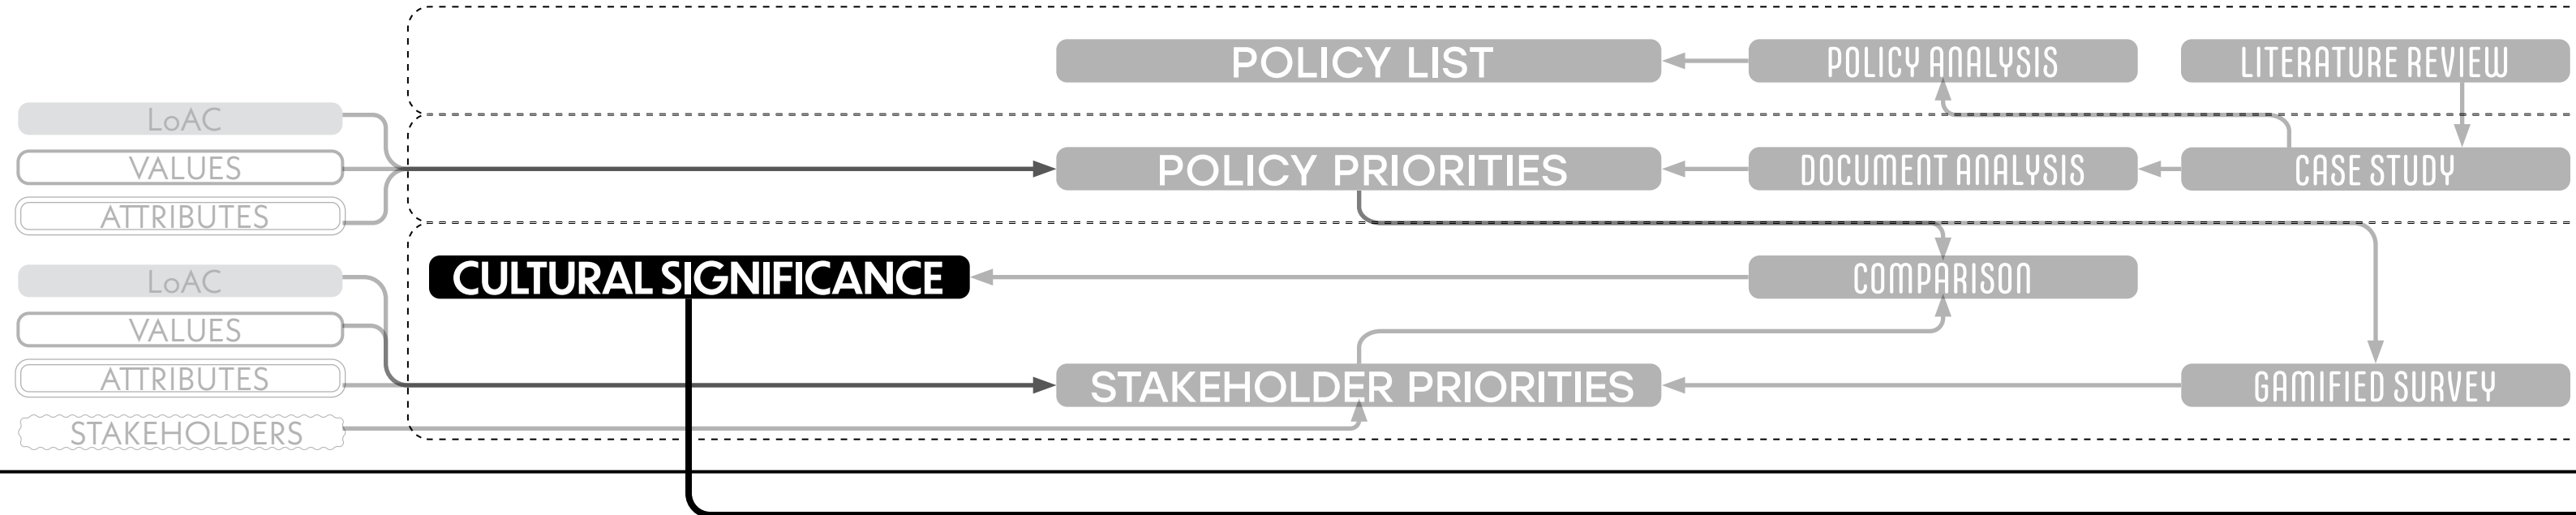 POLICY LIST
POLICY ANALYSIS
LITERATURE REVIEW
LoAC
VALUES
ATTRIBUTES
POLICY PRIORITIES
DOCUMENT ANALYSIS
CASE STUDY
LoAC
VALUES
ATTRIBUTES
STAKEHOLDERS
CULTURAL SIGNIFICANCE
COMPARISON
STAKEHOLDER PRIORITIES
GAMIFIED SURVEY